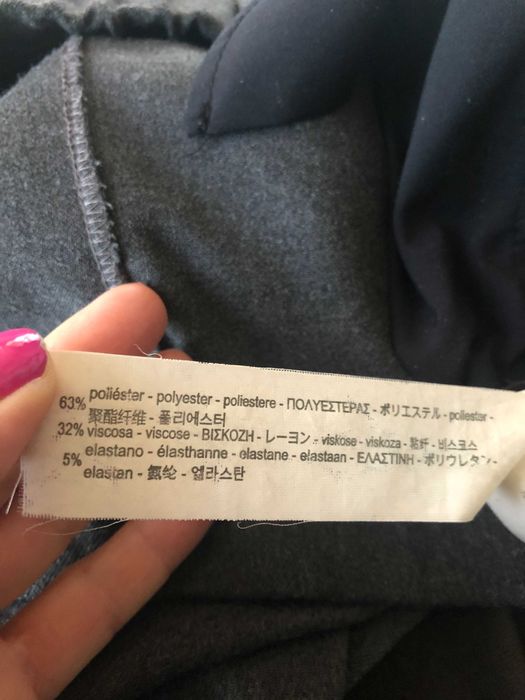 63% poliéster - polyester - poliestere - ΠΟΛΥΕΣΤΕΡΑΣ - ポリエステル - poliester -
聚酯纤维 - 폴리에스터
32% viscosa - viscose - ΒΙΣΚΟΖΗ - レーヨン - viskose - viskoza - 粘纤 - 비스코스
5% elastano - élasthanne - elastane - elastaan - ΕΛΑΣΤΙΝΗ - ポリウレタン -
elastan - 氨纶 - 엘라스탄